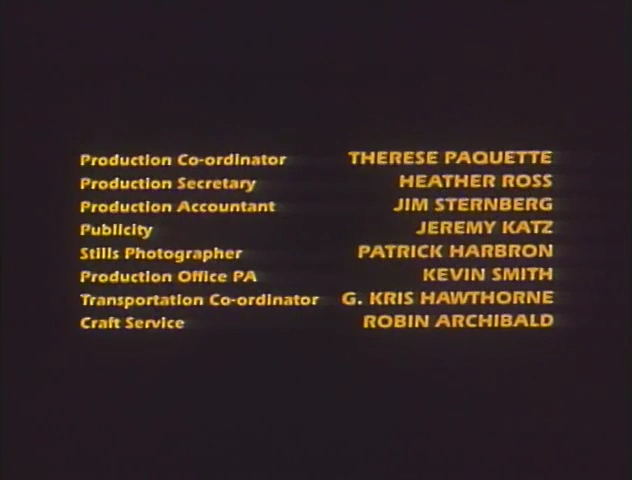 Production Co-ordinator THERESE PAQUETTE
Production Secretary HEATHER ROSS
Production Accountant JIM STERNBERG
Publicity JEREMY KATZ
Stills Photographer PATRICK HARBRON
Production Office PA KEVIN SMITH
Transportation Co-ordinator G. KRIS HAWTHORNE
Craft Service ROBIN ARCHIBALD